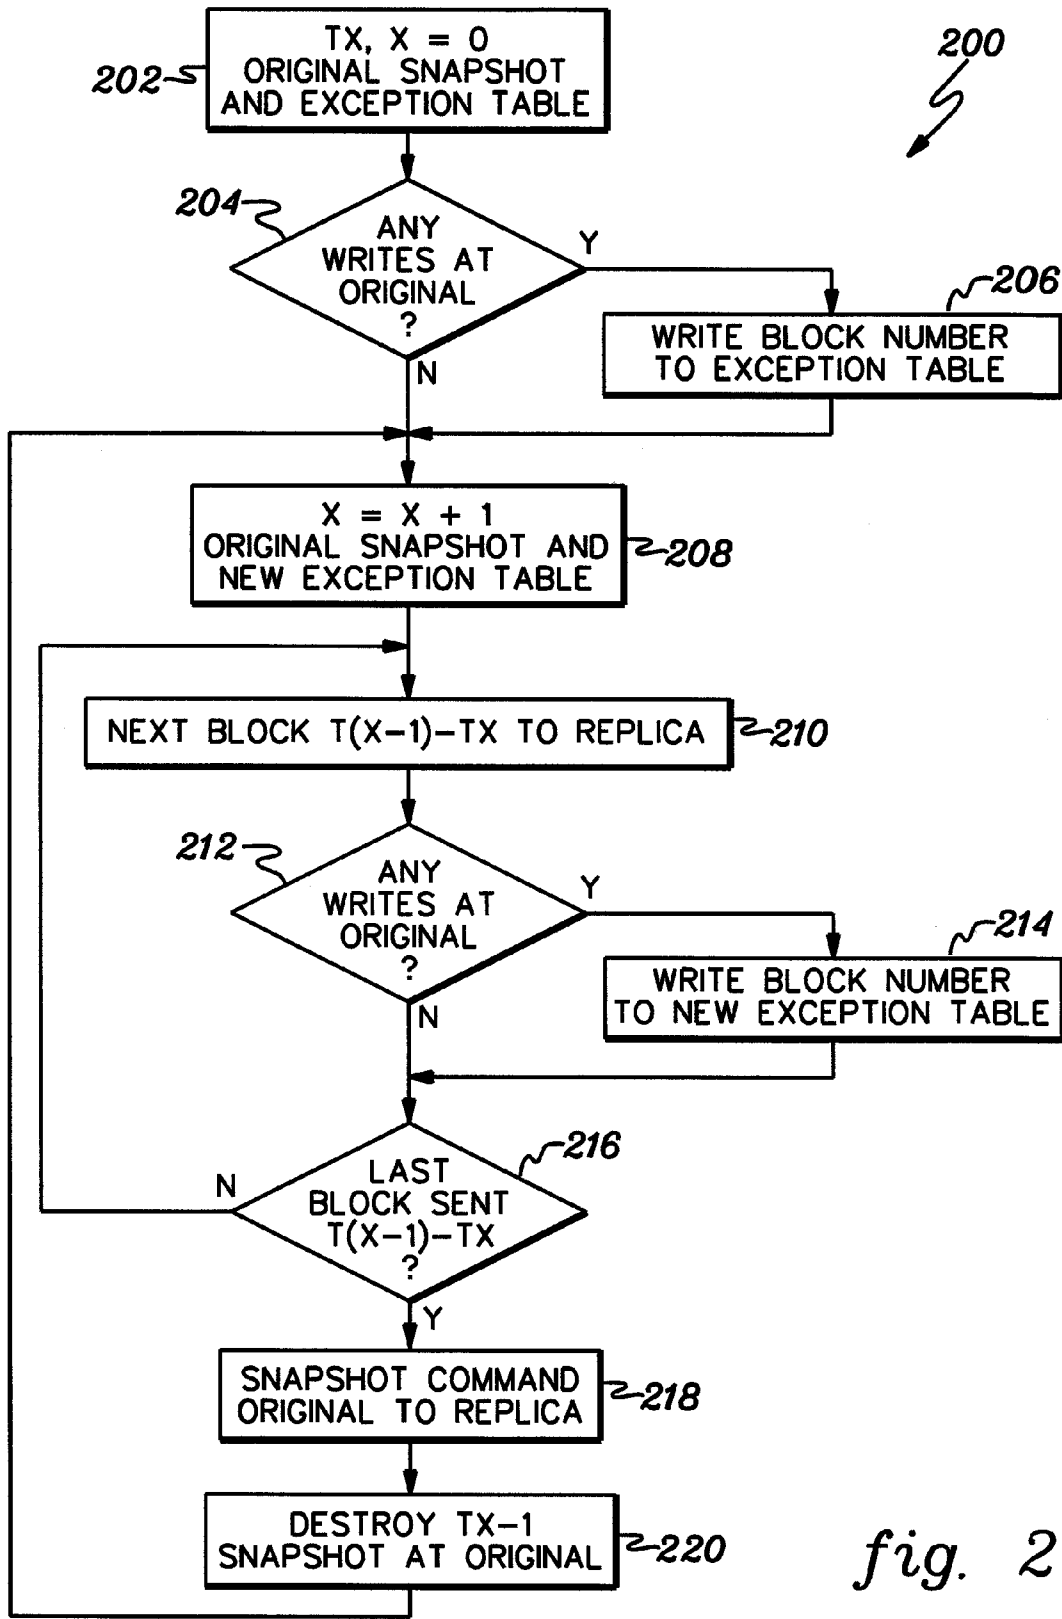 TX, X = 0
ORIGINAL SNAPSHOT
AND EXCEPTION TABLE
202
200
204
ANY
WRITES AT
ORIGINAL
?
Y
N
206
WRITE BLOCK NUMBER
TO EXCEPTION TABLE
X = X + 1
ORIGINAL SNAPSHOT AND
NEW EXCEPTION TABLE
208
NEXT BLOCK T(X-1)-TX TO REPLICA
210
212
ANY
WRITES AT
ORIGINAL
?
Y
N
214
WRITE BLOCK NUMBER
TO NEW EXCEPTION TABLE
216
LAST
BLOCK SENT
T(X-1)-TX
?
N
Y
SNAPSHOT COMMAND
ORIGINAL TO REPLICA
218
DESTROY TX-1
SNAPSHOT AT ORIGINAL
220
fig. 2